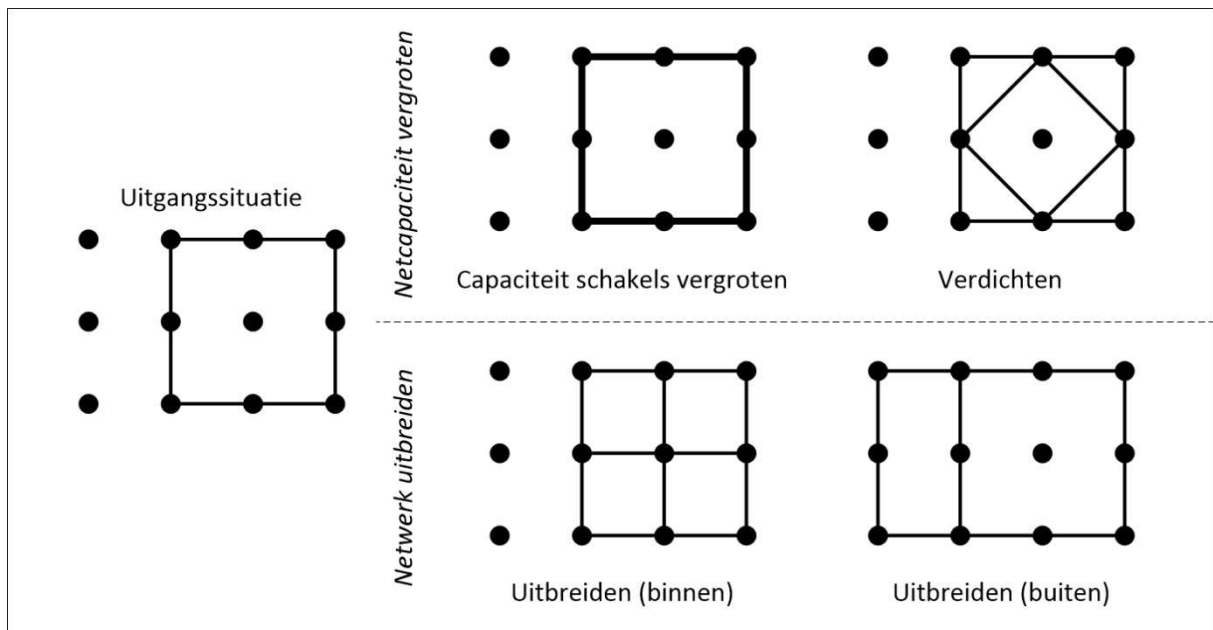 Uitgangssituatie
Netcapaciteit vergroten
Capaciteit schakels vergroten
Verdichten
Netwerk uitbreiden
Uitbreiden (binnen)
Uitbreiden (buiten)